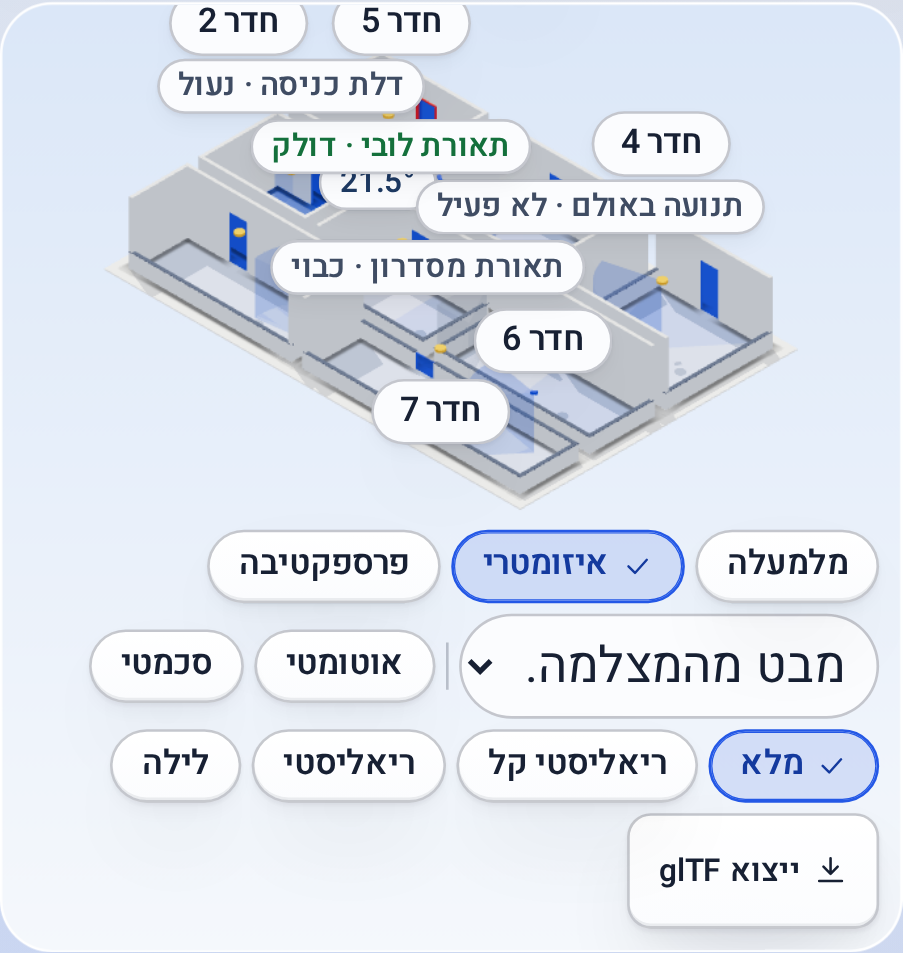 חדר 5
חדר 2
דלת כניסה · נעול
חדר 4
תאורת לובי · דולק
21.5°
תנועה באולם · לא פעיל
תאורת מסדרון · כבוי
חדר 6
חדר 7
מלמעלה
איזומטרי
פרספקטיבה
מבט מהמצלמה.
אוטומטי
סכמטי
מלא
ריאליסטי קל
ריאליסטי
לילה
ייצוא glTF